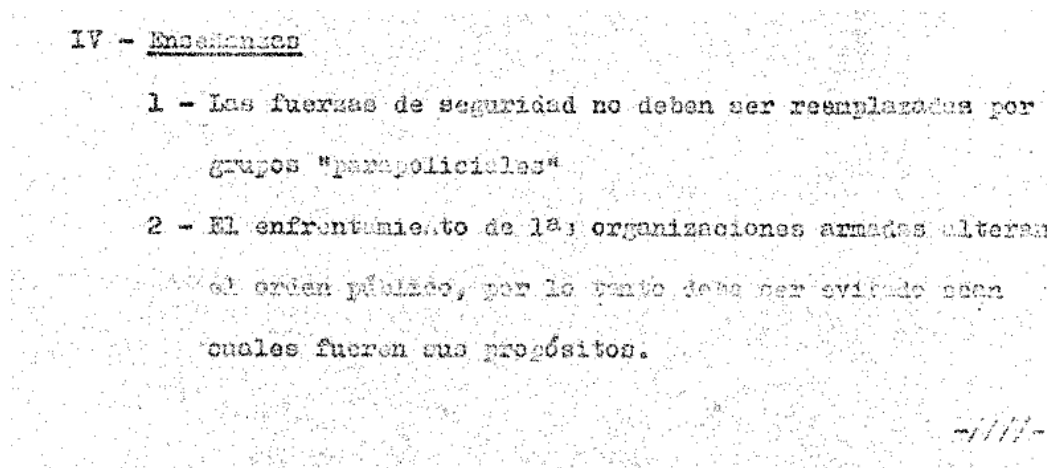 IV - Enseñanzas
1 - Las fuerzas de seguridad no deben ser reemplazadas por
grupos "parapoliciales"
2 - El enfrentamiento de las organizaciones armadas alteran
el orden público, por lo tanto debe ser evitado sean
cuales fueren sus propósitos.
-////-